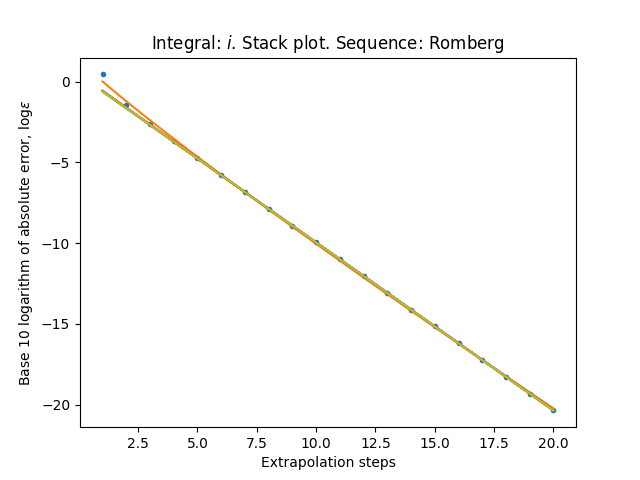 Integral: i. Stack plot. Sequence: Romberg
Base 10 logarithm of absolute error, logε
0
−5
−10
−15
−20
2.5 5.0 7.5 10.0 12.5 15.0 17.5 20.0
Extrapolation steps